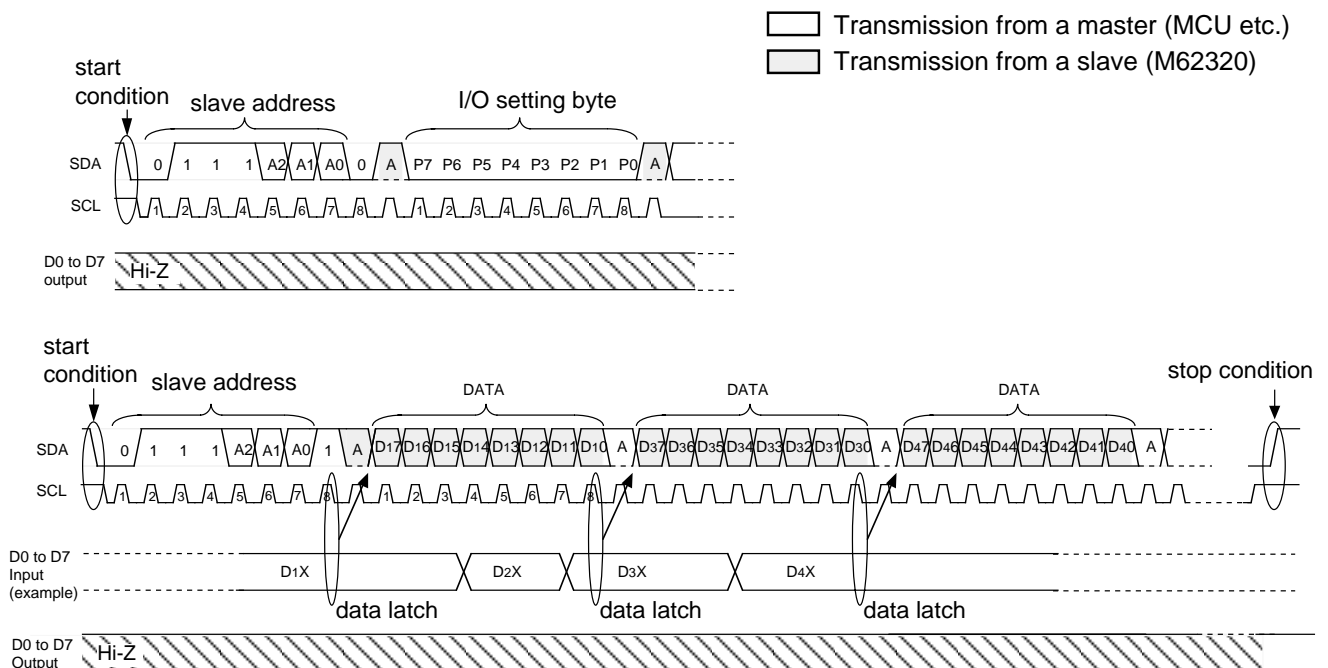 Transmission from a master (MCU etc.)
Transmission from a slave (M62320)
start
condition
slave address
I/O setting byte
SDA 0 1 1 1 A2 A1 A0 0 A P7 P6 P5 P4 P3 P2 P1 P0 A
SCL 1 2 3 4 5 6 7 8 1 2 3 4 5 6 7 8
D0 to D7
output
Hi-Z
start
condition
slave address
DATA
DATA
DATA
stop condition
SDA 0 1 1 1 A2 A1 A0 1 A D17 D16 D15 D14 D13 D12 D11 D10 A D37 D36 D35 D34 D33 D32 D31 D30 A D47 D46 D45 D44 D43 D42 D41 D40 A
SCL 1 2 3 4 5 6 7 8 1 2 3 4 5 6 7 8
D0 to D7
Input
(example)
D1X D2X D3X D4X
data latch data latch data latch
D0 to D7
Output
Hi-Z